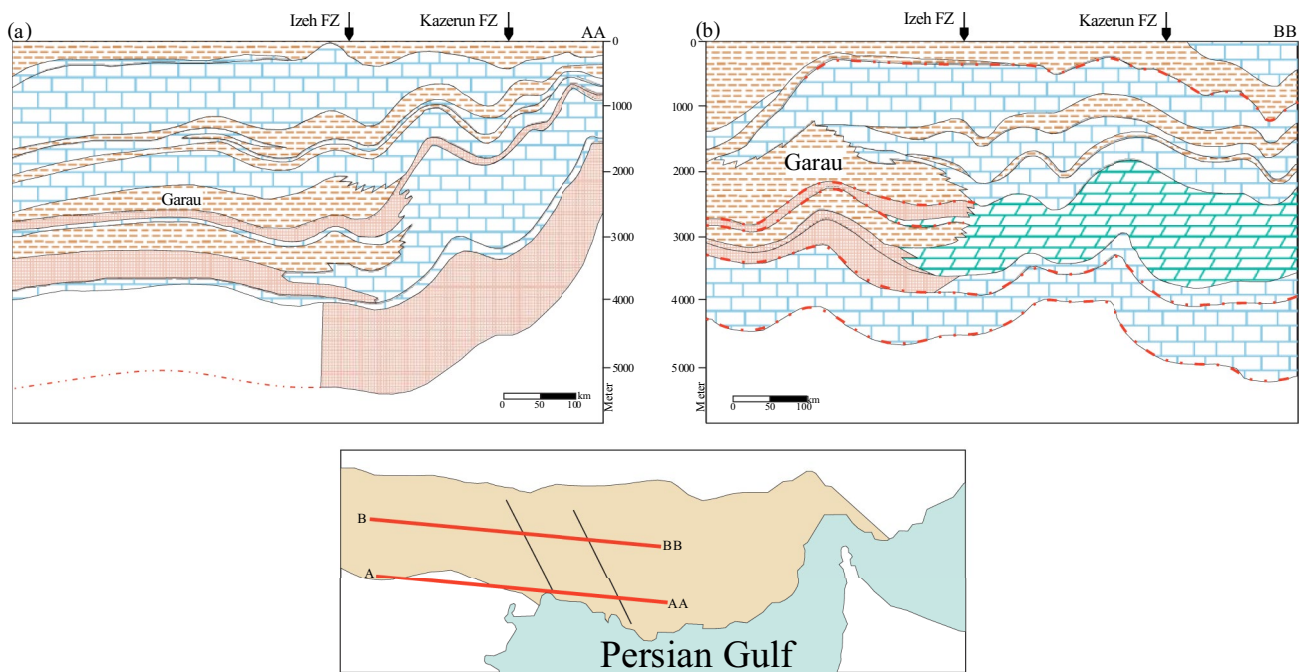 (a)
Izeh FZ
Kazerun FZ
AA
0
1000
2000
3000
4000
5000
Meter
Garau
0 50 100
km
(b)
Izeh FZ
Kazerun FZ
BB
0
1000
2000
3000
4000
5000
Meter
Garau
0 50 100
km
B
BB
A
AA
Persian Gulf